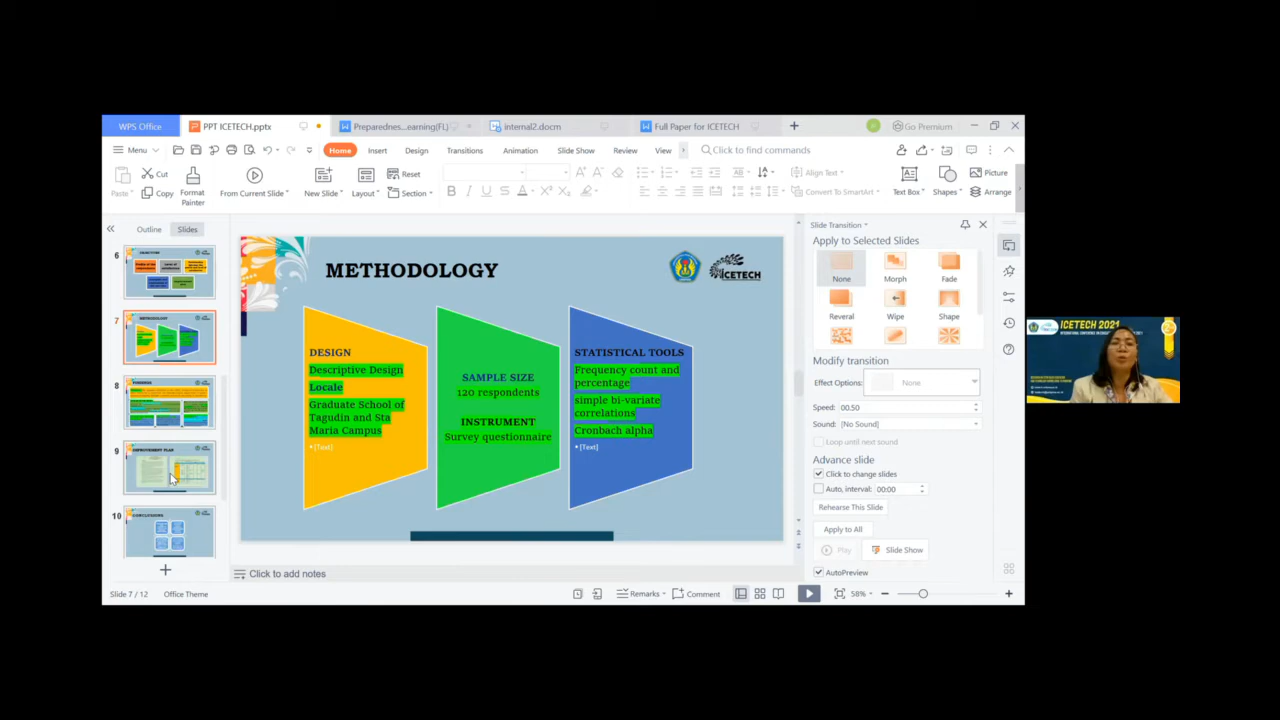 WPS Office
PPT ICETECH.pptx
Preparednes...earning(FL)
internal2.docm
Full Paper for ICETECH
Go Premium
Menu
Home
Insert
Design
Transitions
Animation
Slide Show
Review
View
Click to find commands
Paste
Cut
Copy
Format
Painter
From Current Slide
New Slide
Layout
Reset
Section
Align Text
Convert To SmartArt
Text Box
Shapes
Picture
Arrange
Outline
Slides
6
7
8
9
10
METHODOLOGY
ICETECH
DESIGN
Descriptive Design
Locale
Graduate School of
Tagudin and Sta
Maria Campus
[Text]
SAMPLE SIZE
120 respondents
INSTRUMENT
Survey questionnaire
STATISTICAL TOOLS
Frequency count and
percentage
simple bi-variate
correlations
Cronbach alpha
[Text]
Click to add notes
Slide Transition
Apply to Selected Slides
None
Morph
Fade
Reveral
Wipe
Shape
Modify transition
Effect Options:
None
Speed:
00.50
Sound:
[No Sound]
Loop until next sound
Advance slide
Click to change slides
Auto, interval:
00:00
Rehearse This Slide
Apply to All
Play
Slide Show
AutoPreview
Slide 7 / 12
Office Theme
Remarks
Comment
58%
ICETECH 2021